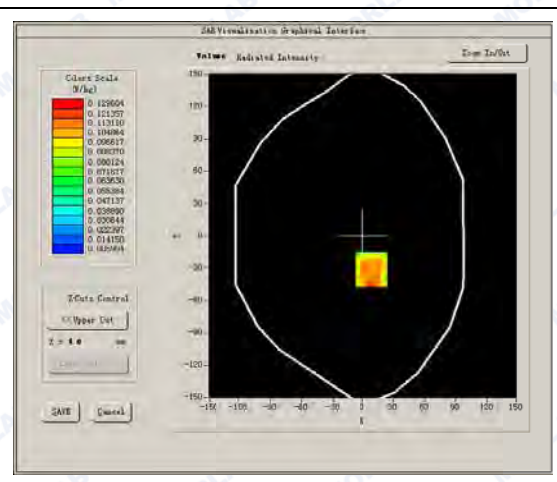 SAR Visualisation Graphical Interface
Volume Radiated Intensity
Zoom In/Out
Colors Scale
(W/kg)
0.129604
0.121357
0.113110
0.104864
0.096617
0.088370
0.080124
0.071877
0.063630
0.055384
0.047137
0.038890
0.030644
0.022397
0.014150
0.005904
150
120
90
60
30
0
-30
-60
-90
-120
-150
-150 -120 -90 -60 -30 0 30 60 90 120 150
X
Z-Cuts Control
<< Upper Cut
Z = 4.0 mm
SAVE
Cancel